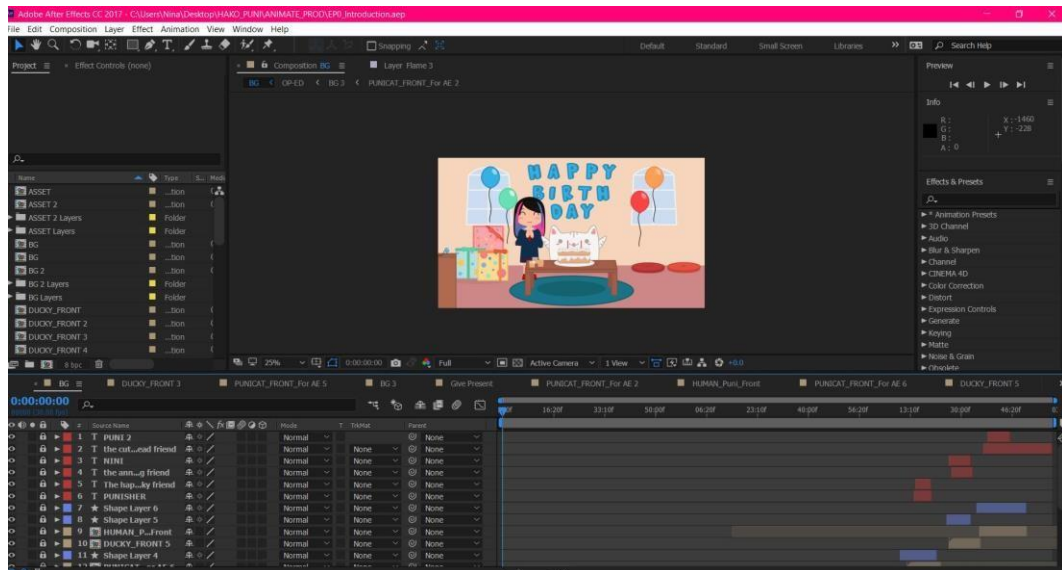 Adobe After Effects CC 2017 - C:\Users\Nina\Desktop\HAKO_PUNI\ANIMATE_PROD\EP0_Introduction.aep
File Edit Composition Layer Effect Animation View Window Help
Snapping
Default Standard Small Screen Libraries
Search Help
Project Effect Controls (none)
Composition BG Layer Flame 3
BG OP-ED BG 3 PUNICAT_FRONT_For AE 2
Preview
Info
R :
G :
B :
A : 0
X : -1460
Y : -228
HAPPY
BIRTH
DAY
Effects & Presets
* Animation Presets
3D Channel
Audio
Blur & Sharpen
Channel
CINEMA 4D
Color Correction
Distort
Expression Controls
Generate
Keying
Matte
Noise & Grain
Obsolete
Name Type S... Medi
ASSET ...tion
ASSET 2 ...tion
ASSET 2 Layers Folder
ASSET Layers Folder
BG ...tion
BG ...tion
BG 2 ...tion
BG 2 Layers Folder
BG Layers Folder
DUCKY_FRONT ...tion
DUCKY_FRONT 2 ...tion
DUCKY_FRONT 3 ...tion
DUCKY_FRONT 4 ...tion
8 bpc
25% 0:00:00:00 Full Active Camera 1 View +0.0
BG DUCKY_FRONT 3 PUNICAT_FRONT_For AE 5 BG 3 Give Present PUNICAT_FRONT_For AE 2 HUMAN_Puni_Front PUNICAT_FRONT_For AE 6 DUCKY_FRONT 5
0:00:00:00
16:20f 33:10f 50:00f 06:20f 23:10f 40:00f 56:20f 13:10f 30:00f 46:20f
# Source Name Mode T TrkMat Parent
1 T PUNI 2 Normal None
2 T the cut...ead friend Normal None None
3 T NINI Normal None None
4 T the ann...g friend Normal None None
5 T The hap...ky friend Normal None None
6 T PUNISHER Normal None None
7 Shape Layer 6 Normal None None
8 Shape Layer 5 Normal None None
9 HUMAN_P...Front Normal None None
10 DUCKY_FRONT 5 Normal None None
11 Shape Layer 4 Normal None None